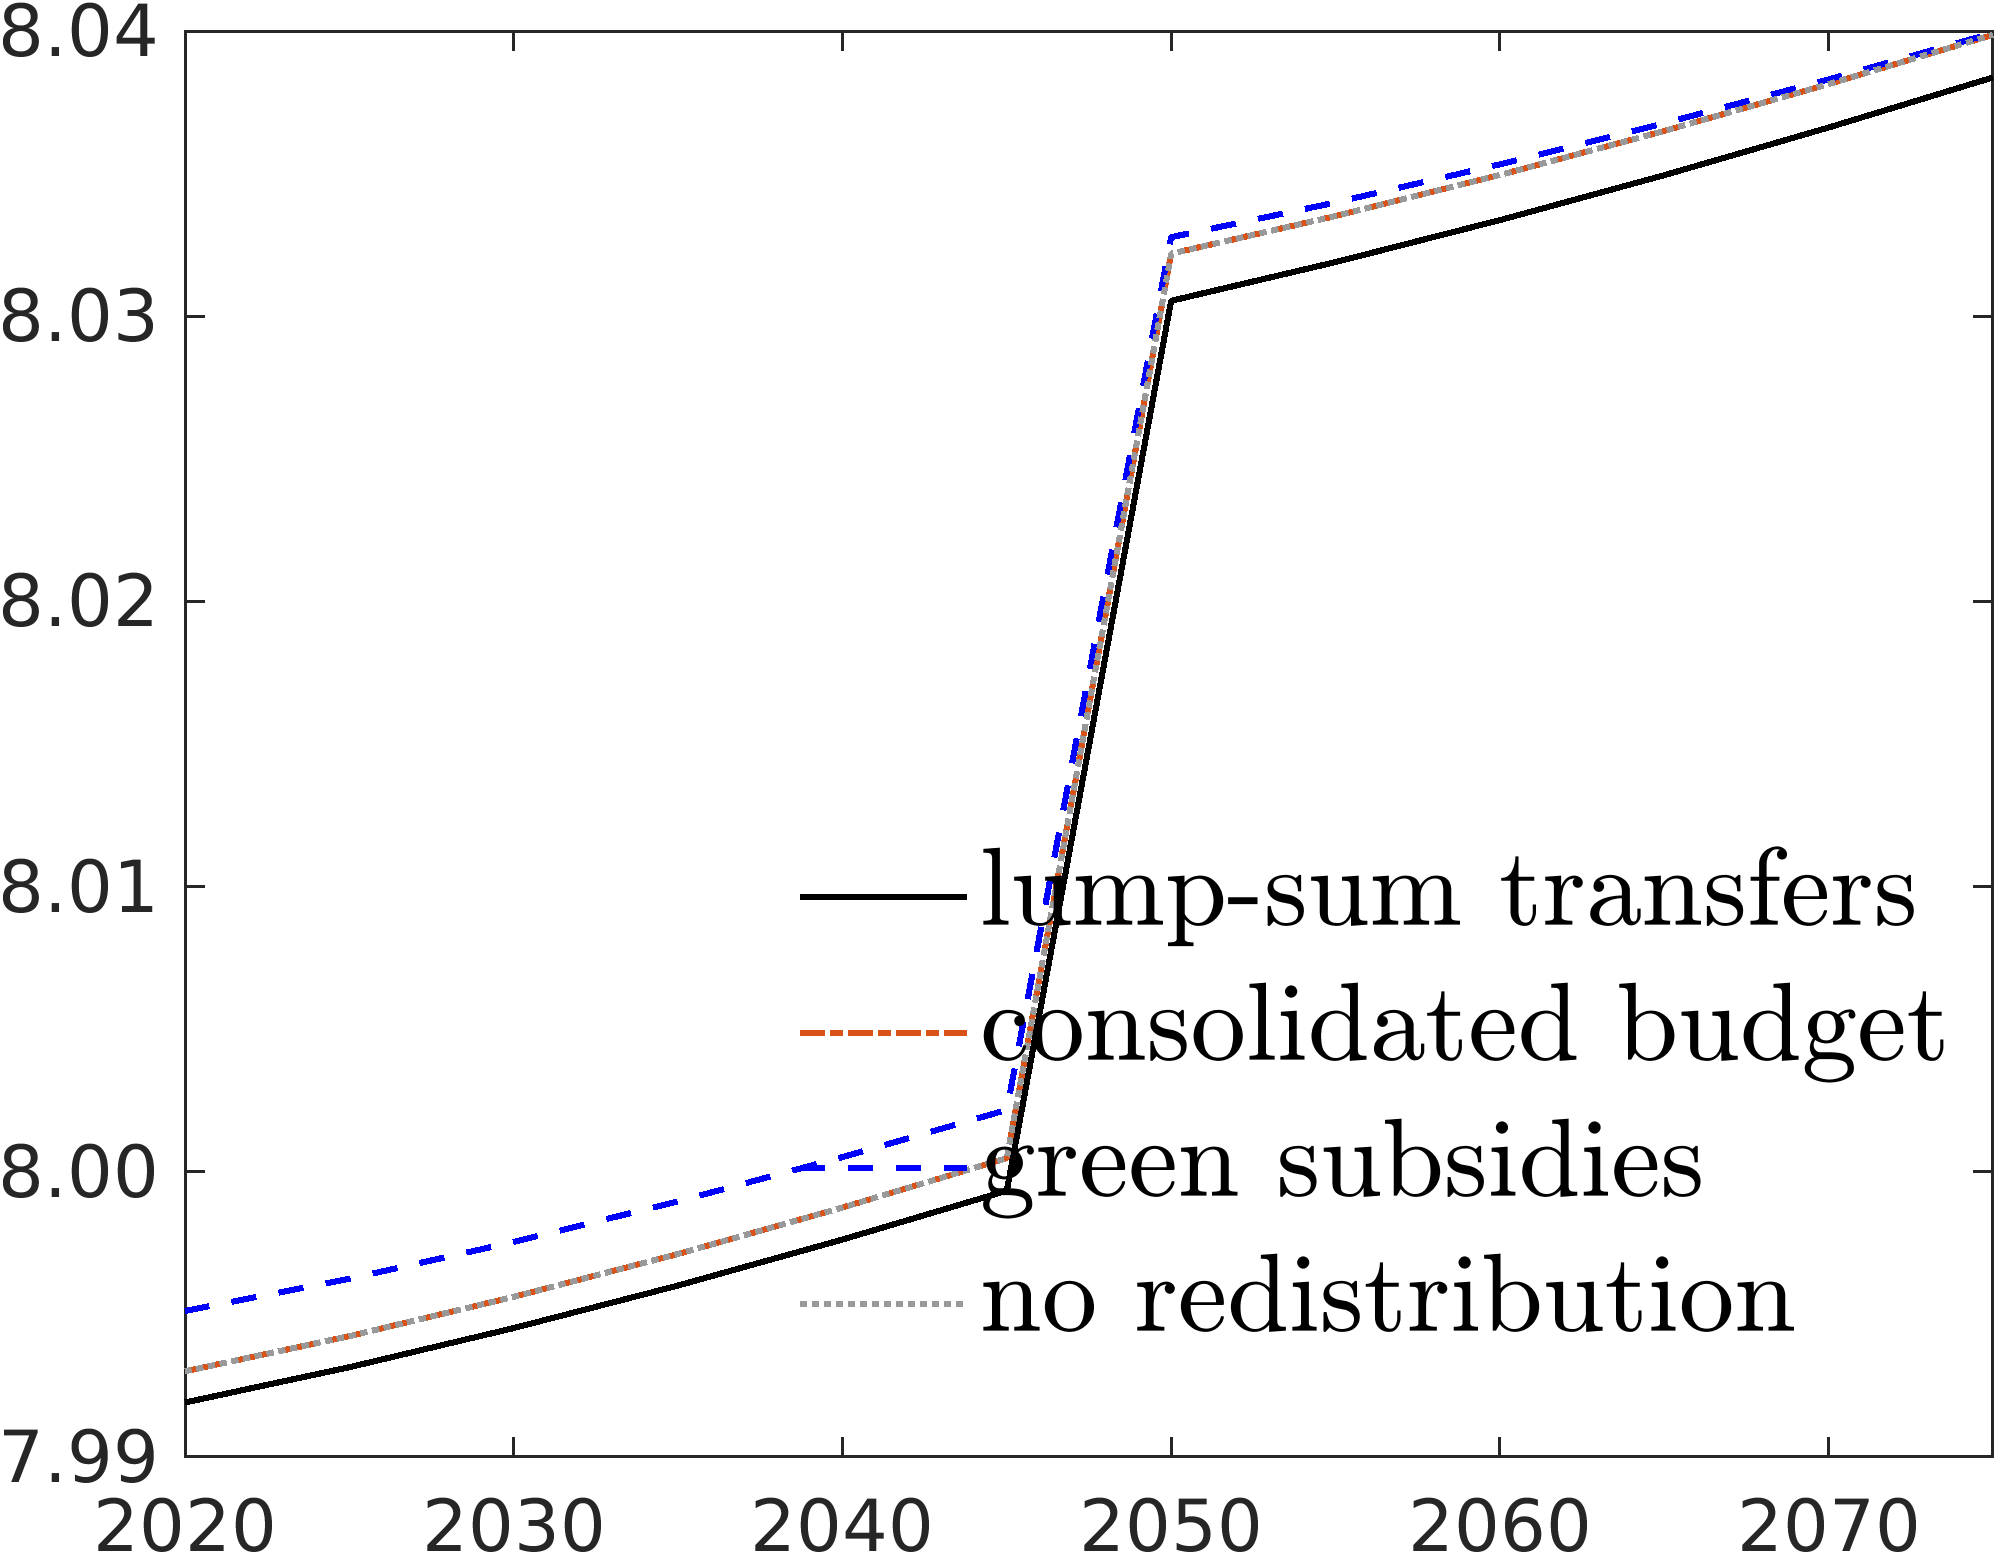 8.04
8.03
8.02
8.01
8.00
7.99
2020 2030 2040 2050 2060 2070
lump-sum transfers
consolidated budget
green subsidies
no redistribution